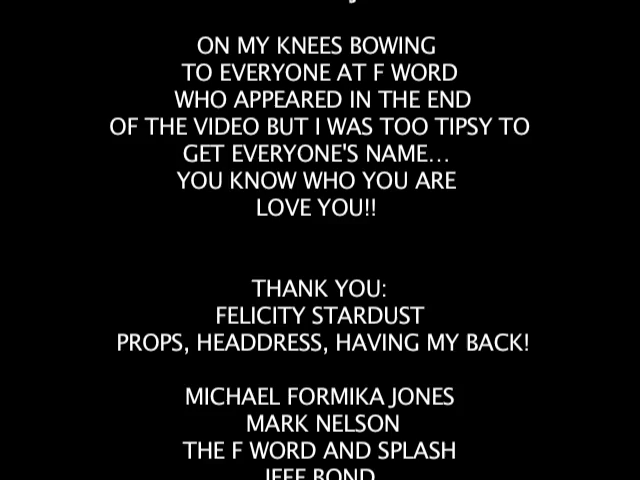 ON MY KNEES BOWING
TO EVERYONE AT F WORD
WHO APPEARED IN THE END
OF THE VIDEO BUT I WAS TOO TIPSY TO
GET EVERYONE'S NAME...
YOU KNOW WHO YOU ARE
LOVE YOU!!
THANK YOU:
FELICITY STARDUST
PROPS, HEADDRESS, HAVING MY BACK!
MICHAEL FORMIKA JONES
MARK NELSON
THE F WORD AND SPLASH
JEFF BOND